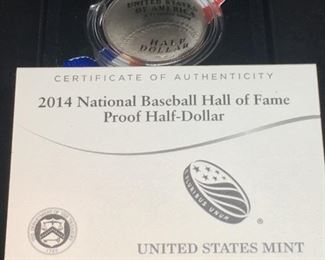 UNITED STATES
OF AMERICA
HALF
DOLLAR
CERTIFICATE OF AUTHENTICITY
2014 National Baseball Hall of Fame
Proof Half-Dollar
E PLURIBUS UNUM
®
UNITED STATES MINT